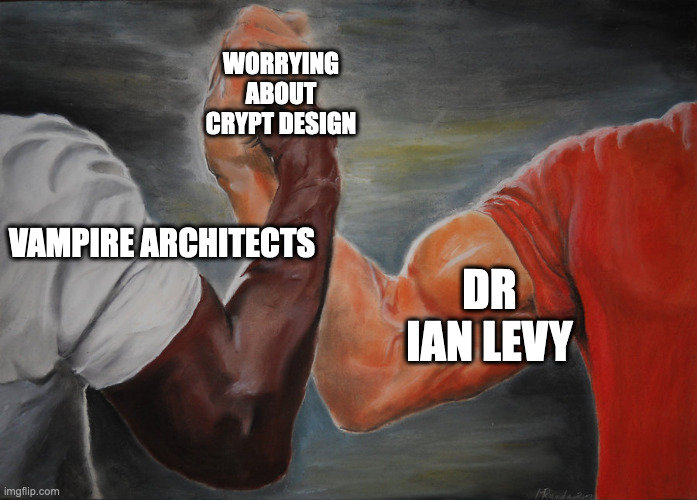 WORRYING
ABOUT
CRYPT DESIGN
VAMPIRE ARCHITECTS
DR
IAN LEVY
imgflip.com